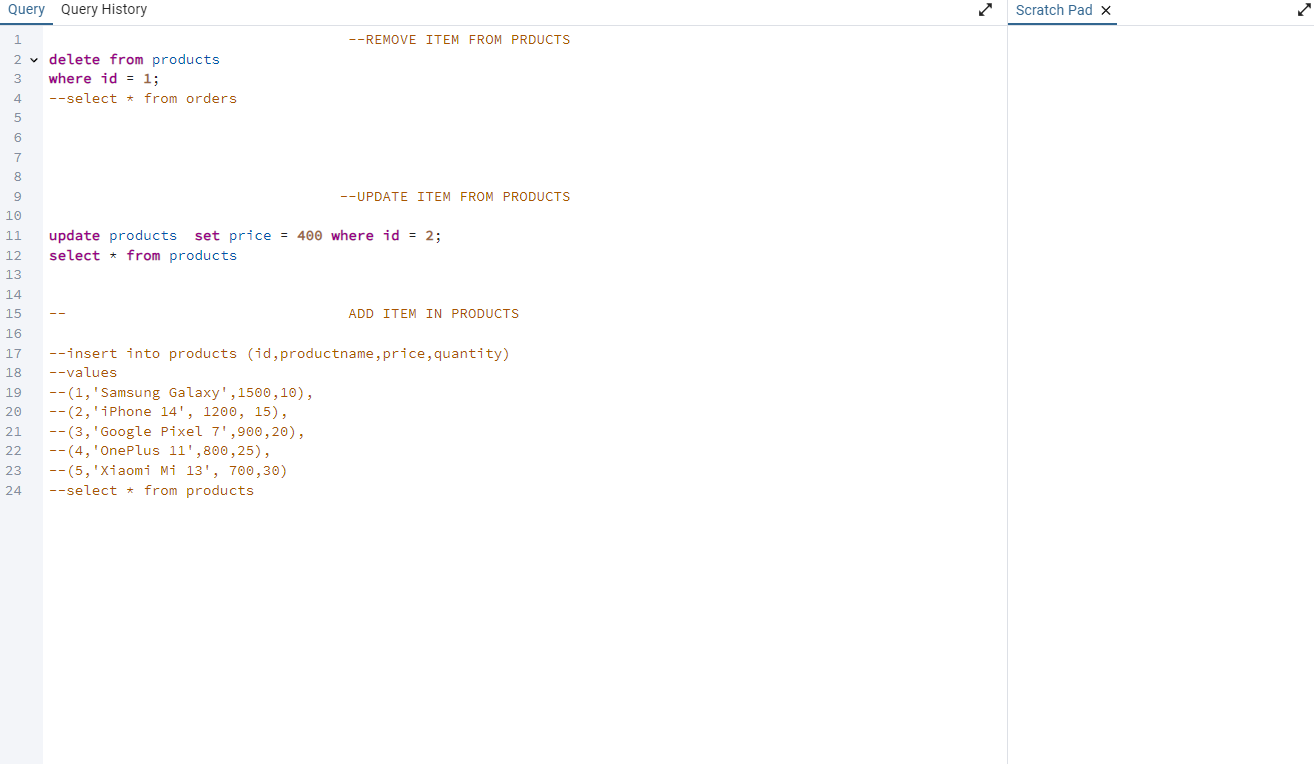 Query Query History Scratch Pad ×
1 --REMOVE ITEM FROM PRDUCTS
2 delete from products
3 where id = 1;
4 --select * from orders
5
6
7
8
9 --UPDATE ITEM FROM PRODUCTS
10
11 update products  set price = 400 where id = 2;
12 select * from products
13
14
15 -- ADD ITEM IN PRODUCTS
16
17 --insert into products (id,productname,price,quantity)
18 --values
19 --(1,'Samsung Galaxy',1500,10),
20 --(2,'iPhone 14', 1200, 15),
21 --(3,'Google Pixel 7',900,20),
22 --(4,'OnePlus 11',800,25),
23 --(5,'Xiaomi Mi 13', 700,30)
24 --select * from products